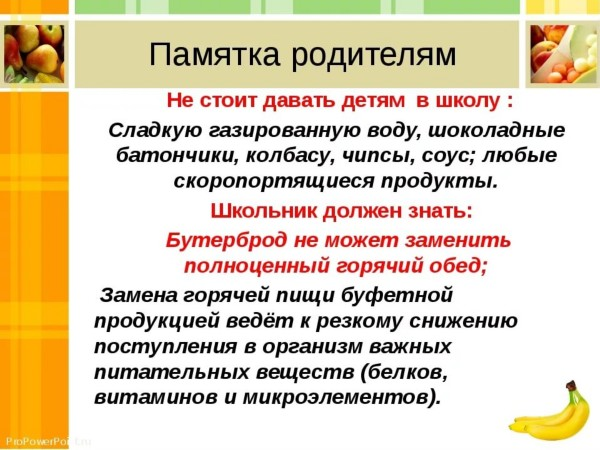 Памятка родителям
Не стоит давать детям в школу :
Сладкую газированную воду, шоколадные
батончики, колбасу, чипсы, соус; любые
скоропортящиеся продукты.
Школьник должен знать:
Бутерброд не может заменить
полноценный горячий обед;
Замена горячей пищи буфетной
продукцией ведёт к резкому снижению
поступления в организм важных
питательных веществ (белков,
витаминов и микроэлементов).